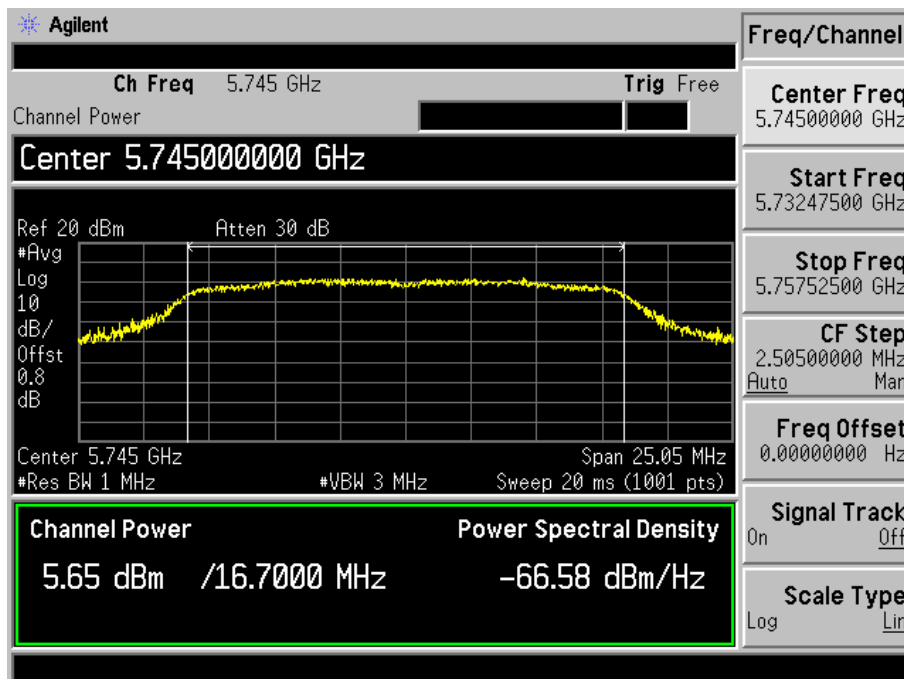 Agilent
Freq/Channel
Ch Freq 5.745 GHz Trig Free
Channel Power
Center 5.745000000 GHz
Ref 20 dBm Atten 30 dB
#Avg
Log
10
dB/
Offst
0.8
dB
Center 5.745 GHz Span 25.05 MHz
#Res BW 1 MHz #VBW 3 MHz Sweep 20 ms (1001 pts)
Channel Power Power Spectral Density
5.65 dBm /16.7000 MHz -66.58 dBm/Hz
Center Freq
5.74500000 GHz
Start Freq
5.73247500 GHz
Stop Freq
5.75752500 GHz
CF Step
2.50500000 MHz
Auto Man
Freq Offset
0.00000000 Hz
Signal Track
On Off
Scale Type
Log Lin